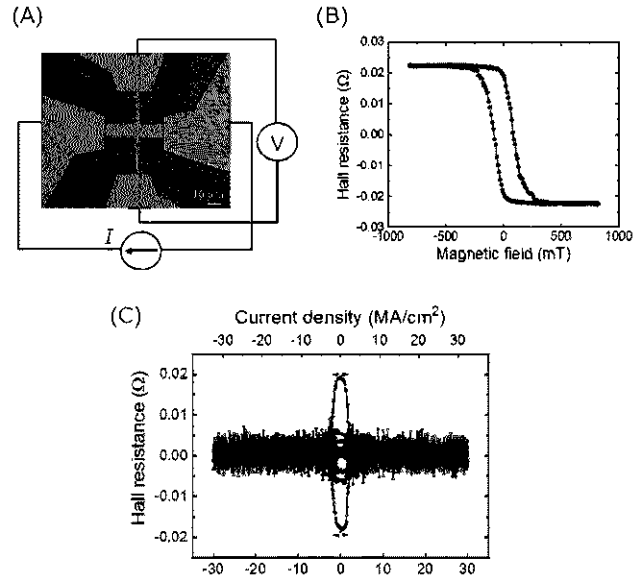 (A)
V
I
(B)
Hall resistance (Ω)
0.03
0.02
0.01
0.00
-0.01
-0.02
-0.03
-1000 -500 0 500 1000
Magnetic field (mT)
(C)
Current density (MA/cm²)
-30 -20 -10 0 10 20 30
Hall resistance (Ω)
0.02
0.01
0.00
-0.01
-0.02
-30 -20 -10 0 10 20 30